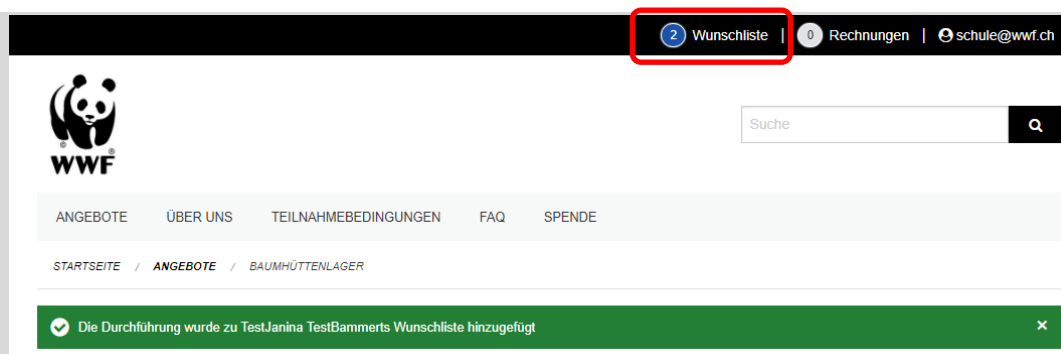 2 Wunschliste | 0 Rechnungen | schule@wwf.ch
© WWF ®
Suche
ANGEBOTE ÜBER UNS TEILNAHMEBEDINGUNGEN FAQ SPENDE
STARTSEITE / ANGEBOTE / BAUMHÜTTENLAGER
Die Durchführung wurde zu TestJanina TestBammerts Wunschliste hinzugefügt ×